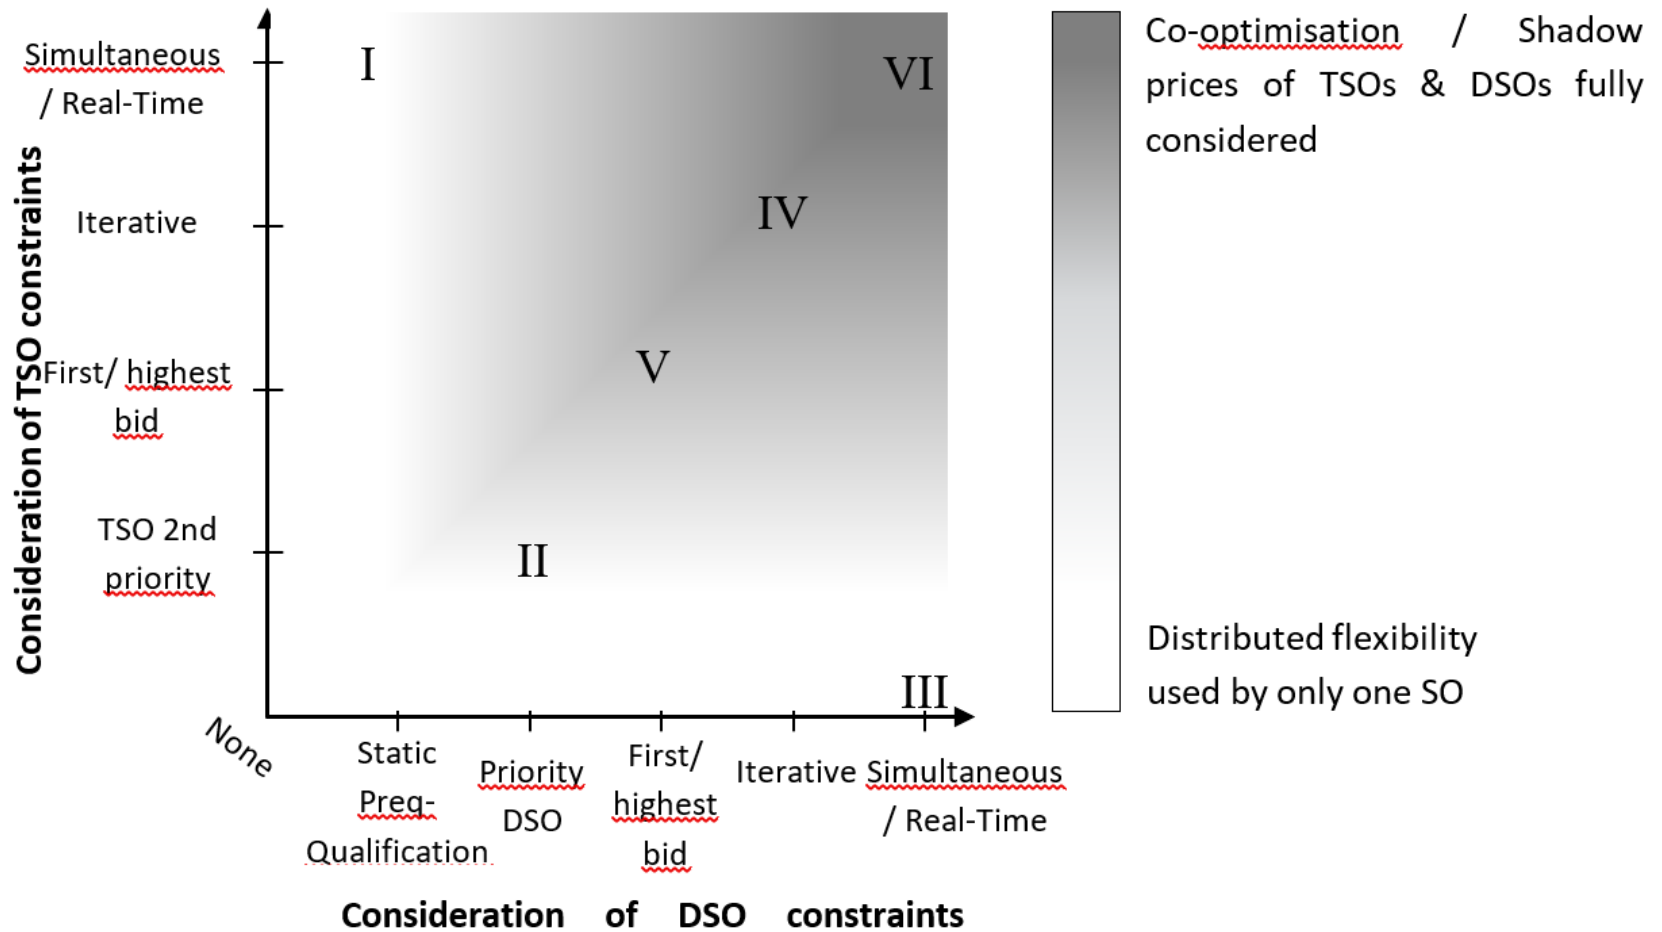 Simultaneous
/ Real-Time
Iterative
First/ highest
bid
TSO 2nd
priority
Consideration of TSO constraints
I
VI
IV
V
II
III
None
Static
Preq-
Qualification
Priority
DSO
First/
highest
bid
Iterative
Simultaneous
/ Real-Time
Consideration of DSO constraints
Co-optimisation / Shadow
prices of TSOs & DSOs fully
considered
Distributed flexibility
used by only one SO